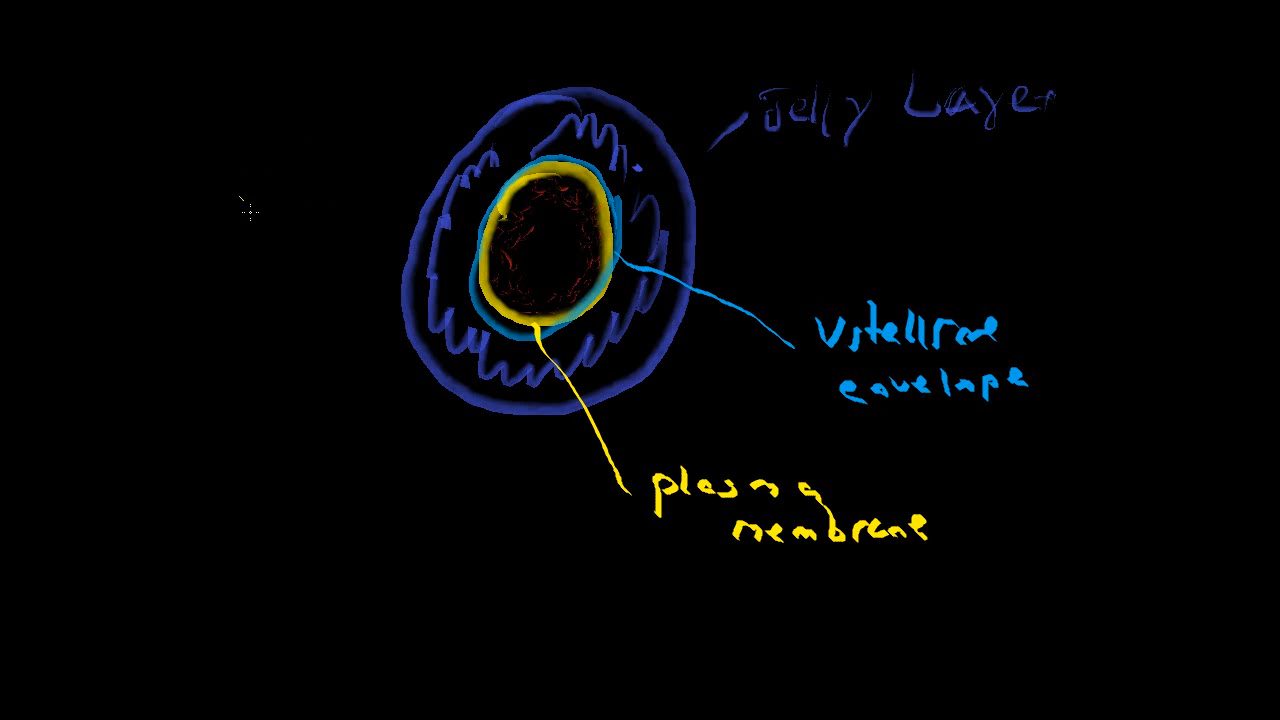 Jelly Layer
Vitelline
envelope
plasma
membrane